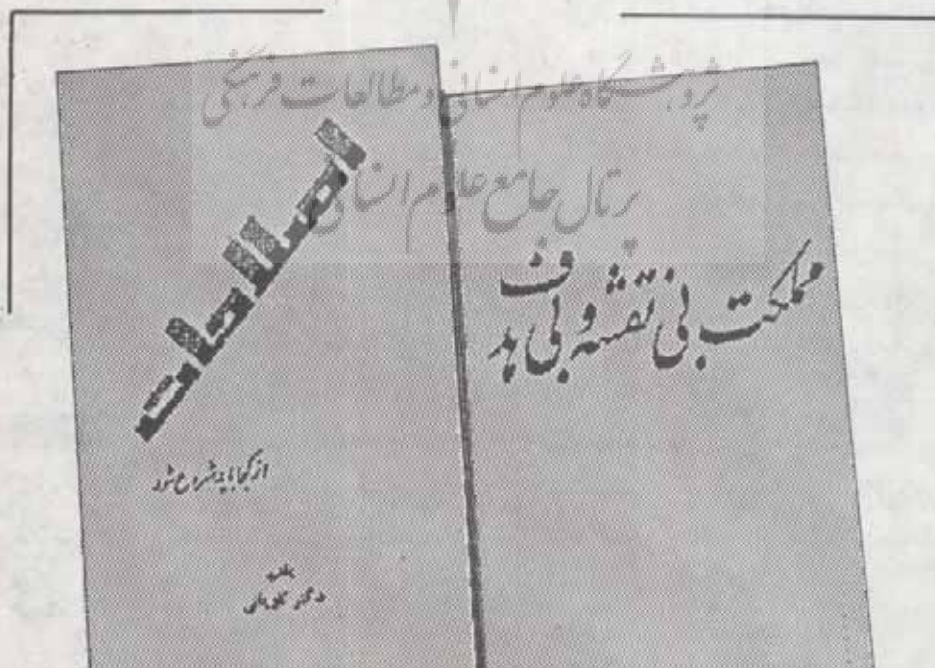 پژوهشگاه علوم انسانی و مطالعات فرهنگی
پرتال جامع علوم انسانی
مملکت بی نقشه و بی هدف
از کجا باید شروع شود
دکتر